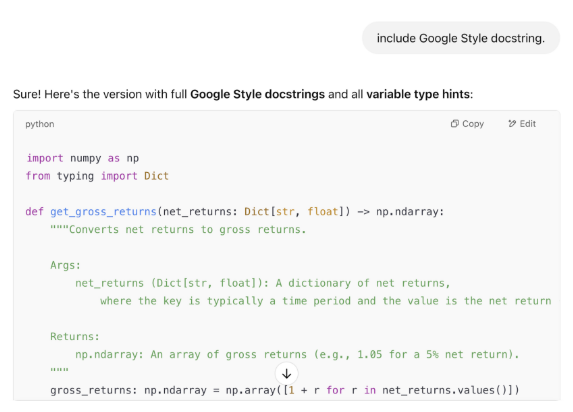 include Google Style docstring.
Sure! Here's the version with full Google Style docstrings and all variable type hints:
python
Copy
Edit
import numpy as np
from typing import Dict
def get_gross_returns(net_returns: Dict[str, float]) -> np.ndarray:
"""Converts net returns to gross returns.
Args:
net_returns (Dict[str, float]): A dictionary of net returns,
where the key is typically a time period and the value is the net return
Returns:
np.ndarray: An array of gross returns (e.g., 1.05 for a 5% net return).
"""
gross_returns: np.ndarray = np.array([1 + r for r in net_returns.values()])